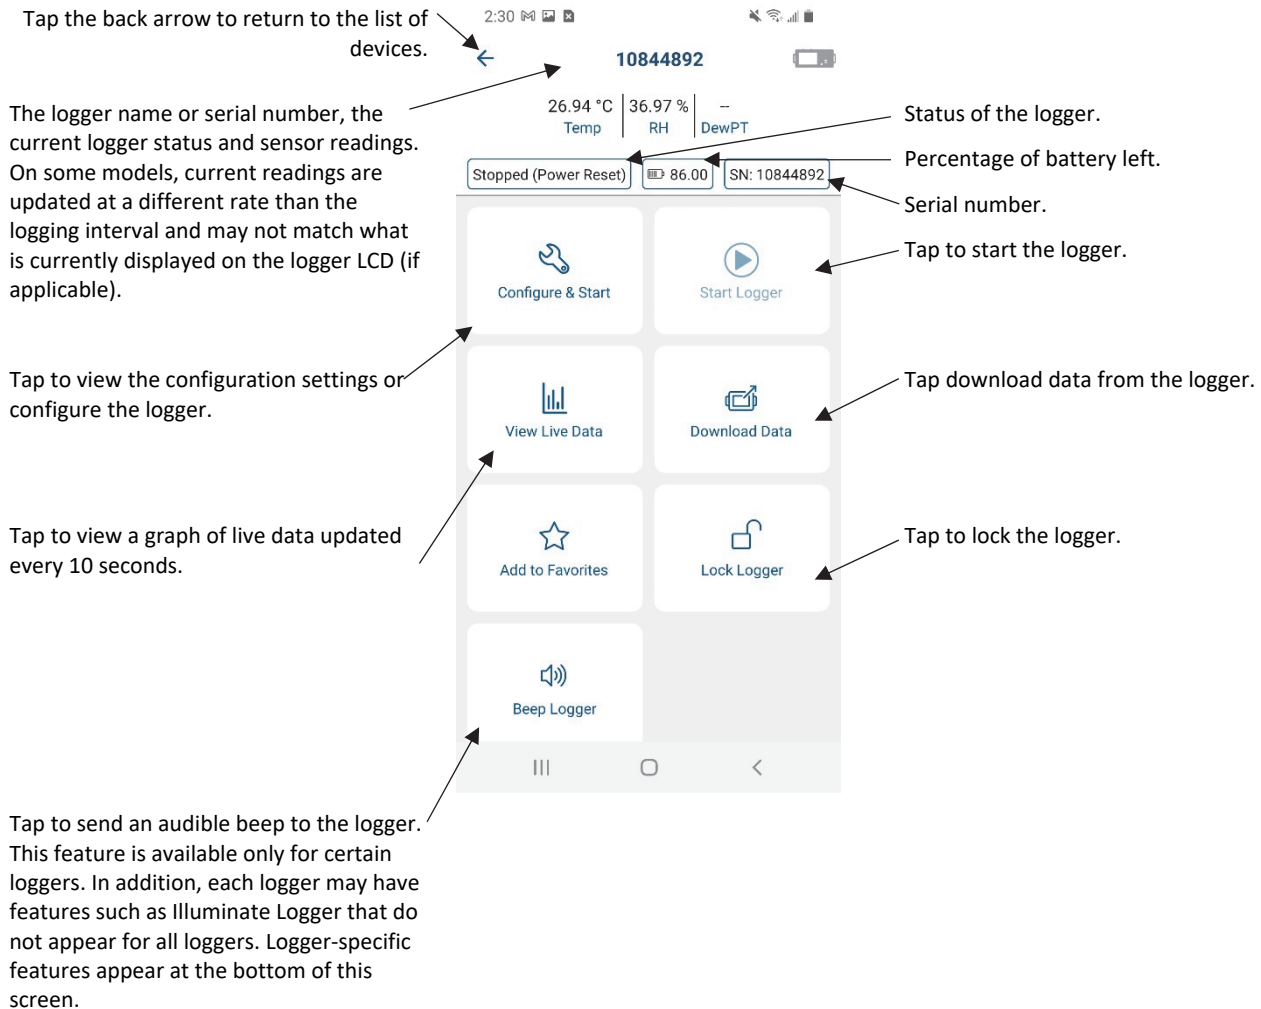 Tap the back arrow to return to the list of
devices.
The logger name or serial number, the
current logger status and sensor readings.
On some models, current readings are
updated at a different rate than the
logging interval and may not match what
is currently displayed on the logger LCD (if
applicable).
Tap to view the configuration settings or
configure the logger.
Tap to view a graph of live data updated
every 10 seconds.
Tap to send an audible beep to the logger.
This feature is available only for certain
loggers. In addition, each logger may have
features such as Illuminate Logger that do
not appear for all loggers. Logger-specific
features appear at the bottom of this
screen.
2:30
10844892
26.94 °C 36.97 % --
Temp RH DewPT
Stopped (Power Reset) 86.00 SN: 10844892
Configure & Start Start Logger
View Live Data Download Data
Add to Favorites Lock Logger
Beep Logger
Status of the logger.
Percentage of battery left.
Serial number.
Tap to start the logger.
Tap download data from the logger.
Tap to lock the logger.